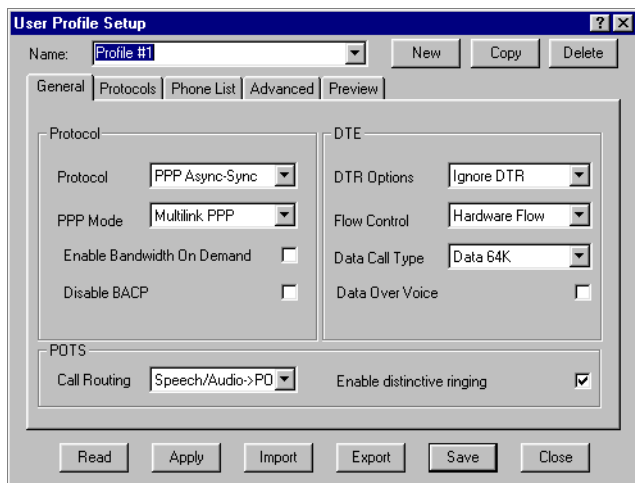 User Profile Setup
Name: Profile #1 New Copy Delete
General Protocols Phone List Advanced Preview
Protocol
Protocol PPP Async-Sync
PPP Mode Multilink PPP
Enable Bandwidth On Demand
Disable BACP
DTE
DTR Options Ignore DTR
Flow Control Hardware Flow
Data Call Type Data 64K
Data Over Voice
POTS
Call Routing Speech/Audio->PO Enable distinctive ringing
Read Apply Import Export Save Close